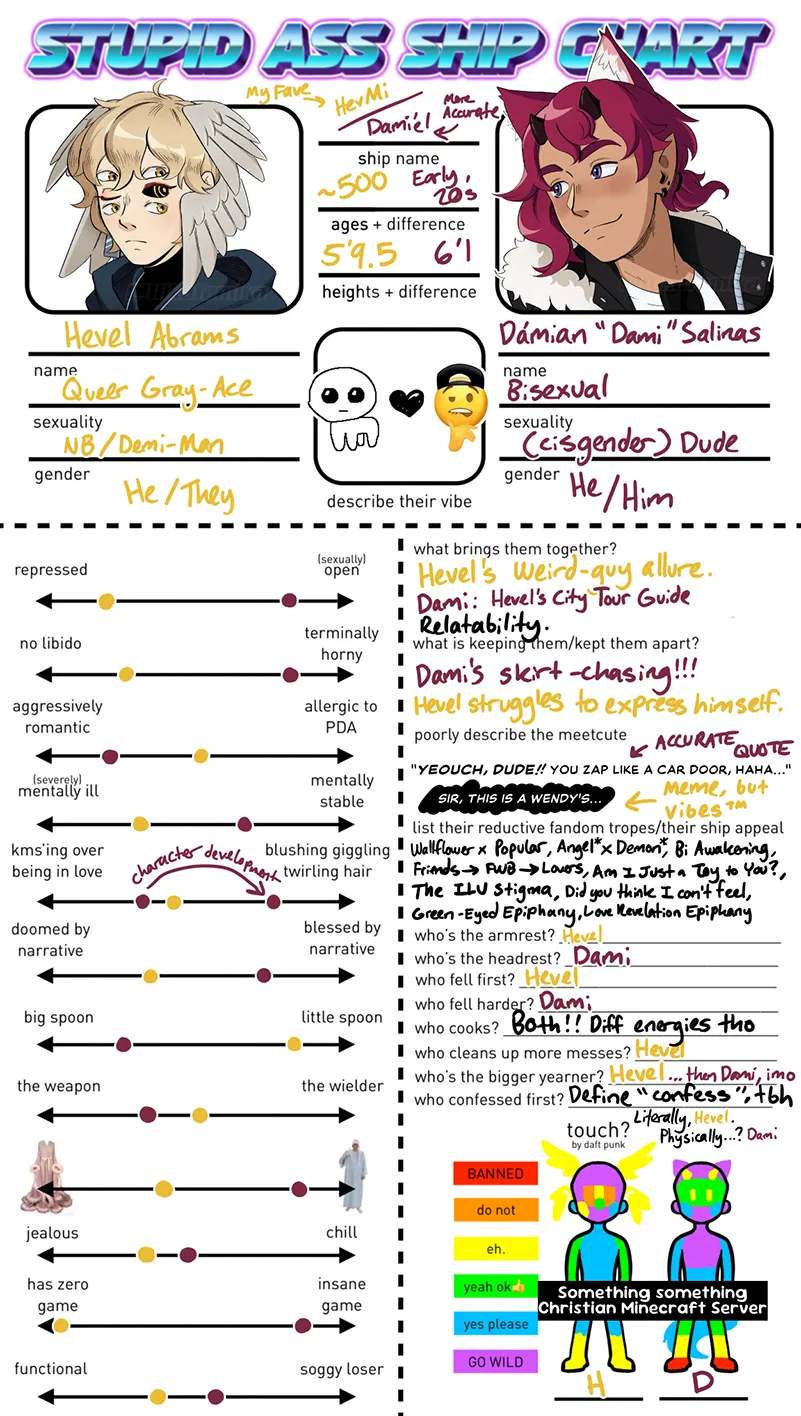 STUPID ASS SHIP CHART
My Fave →
HevMi
Damiél
More
Accurate
ship name
~500
Early,
20s
ages + difference
5'9.5
6'1
heights + difference
Hevel Abrams
name
Queer Gray-Ace
sexuality
NB/Demi-Man
gender
He/They
describe their vibe
Dámian "Dami" Salinas
name
Bisexual
sexuality
(cisgender) Dude
gender
He/Him
repressed
(sexually)
open
no libido
terminally
horny
aggressively
romantic
allergic to
PDA
(severely)
mentally ill
mentally
stable
kms'ing over
being in love
character development
blushing giggling
twirling hair
doomed by
narrative
blessed by
narrative
big spoon
little spoon
the weapon
the wielder
jealous
chill
has zero
game
insane
game
functional
soggy loser
what brings them together?
Hevel's Weird-guy allure.
Dami: Hevel's City Tour Guide
Relatability.
what is keeping them/kept them apart?
Dami's skirt-chasing!!!
Hevel struggles to express himself.
poorly describe the meetcute
ACCURATE QUOTE
"YEOUCH, DUDE!! YOU ZAP LIKE A CAR DOOR, HAHA..."
SIR, THIS IS A WENDY'S...
← meme, but
vibes™
list their reductive fandom tropes/their ship appeal
Wallflower x Popular, Angel* x Demon*, Bi Awakening,
Friends → FWB → Lovers, Am I Just a Toy to You?,
The ILU Stigma, Did you think I can't feel,
Green-Eyed Epiphany, Love Revelation Epiphany
who's the armrest? Hevel
who's the headrest? Dami
who fell first? Hevel
who fell harder? Dami
who cooks? Both!! Diff energies tho
who cleans up more messes? Hevel
who's the bigger yearner? Hevel ...then Dami, imo
who confessed first? Define "confess", tbh
Literally, Hevel.
Physically...? Dami
touch?
by daft punk
BANNED
do not
eh.
yeah ok👍
yes please
GO WILD
Something something
Christian Minecraft Server
H
D